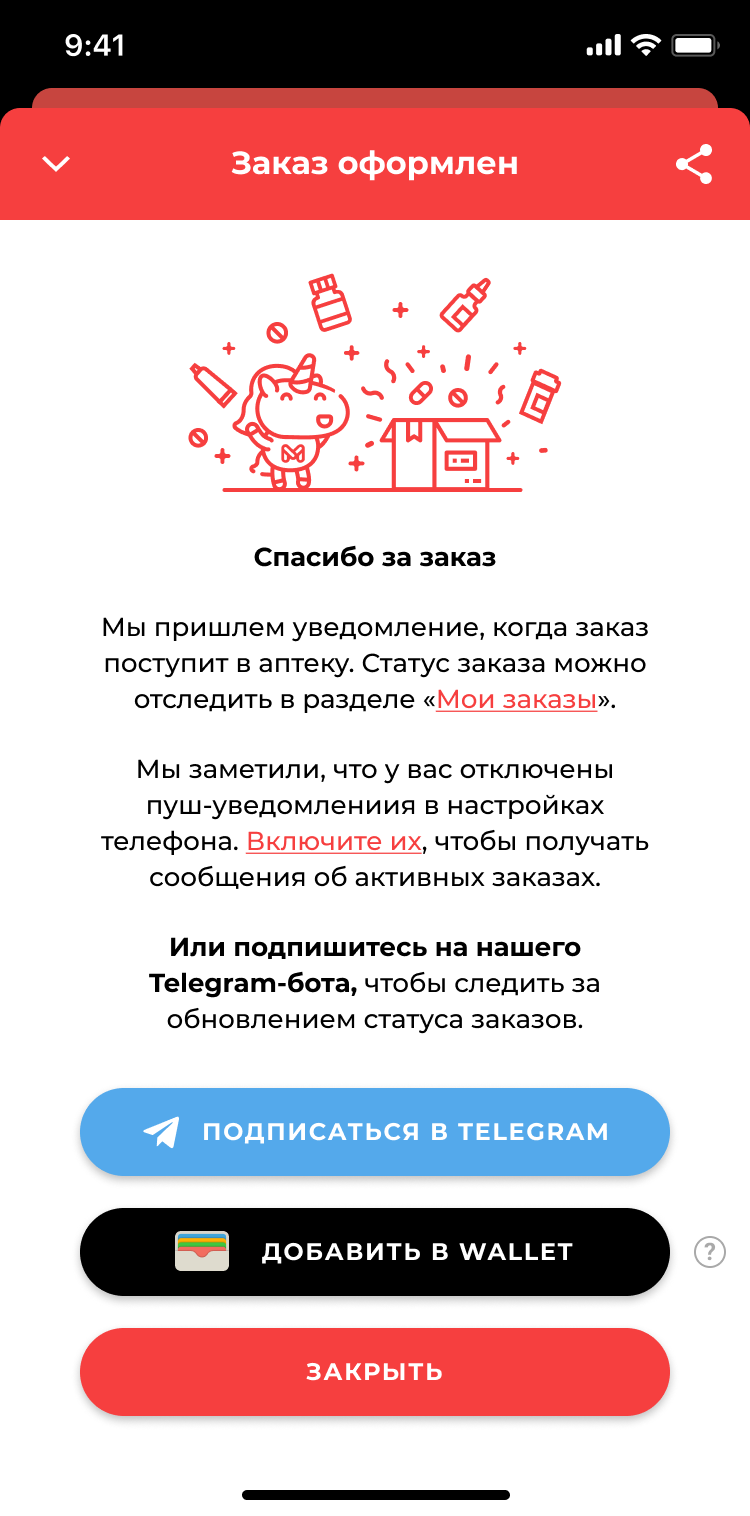 9:41
Заказ оформлен
Спасибо за заказ
Мы пришлем уведомление, когда заказ
поступит в аптеку. Статус заказа можно
отследить в разделе «Мои заказы».
Мы заметили, что у вас отключены
пуш-уведомлениия в настройках
телефона. Включите их, чтобы получать
сообщения об активных заказах.
Или подпишитесь на нашего
Telegram-бота, чтобы следить за
обновлением статуса заказов.
ПОДПИСАТЬСЯ В TELEGRAM
ДОБАВИТЬ В WALLET
?
ЗАКРЫТЬ